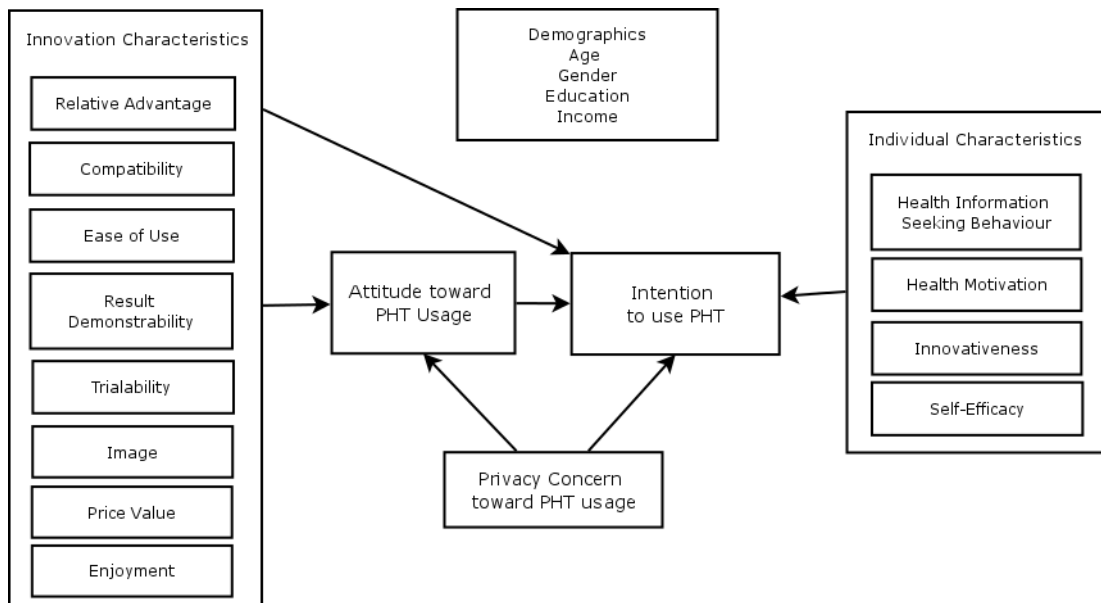 Innovation Characteristics
Relative Advantage
Compatibility
Ease of Use
Result
Demonstrability
Trialability
Image
Price Value
Enjoyment
Demographics
Age
Gender
Education
Income
Attitude toward
PHT Usage
Intention
to use PHT
Privacy Concern
toward PHT usage
Individual Characteristics
Health Information
Seeking Behaviour
Health Motivation
Innovativeness
Self-Efficacy